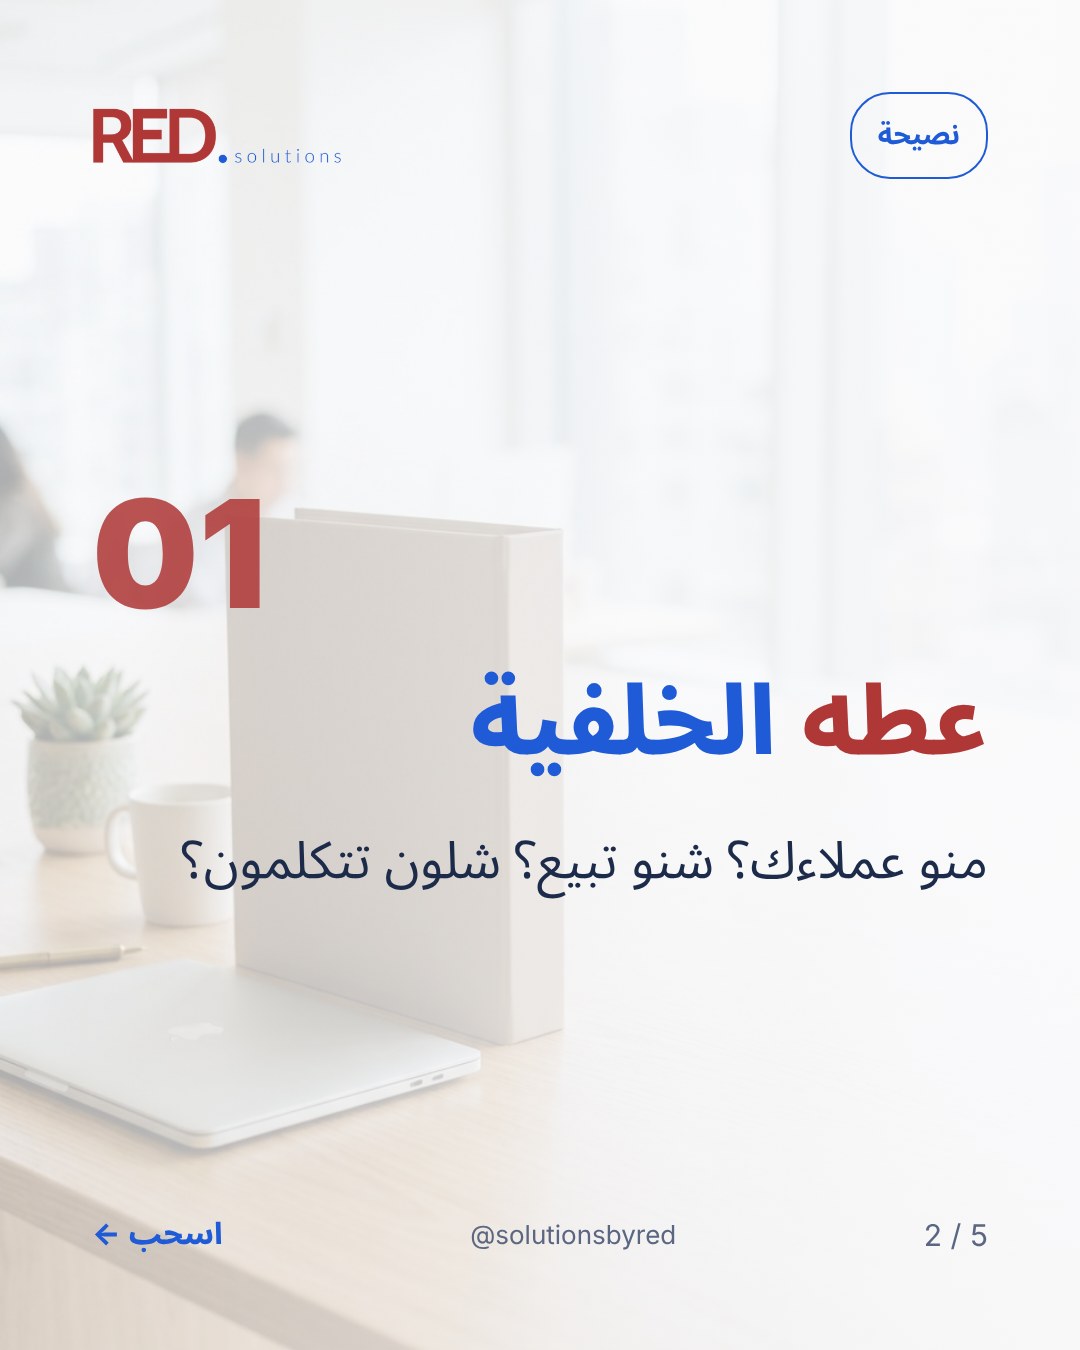 RED.solutions
نصيحة
01
عطه الخلفية
منو عملاءك؟ شنو تبيع؟ شلون تتكلمون؟
اسحب ←
@solutionsbyred
2 / 5